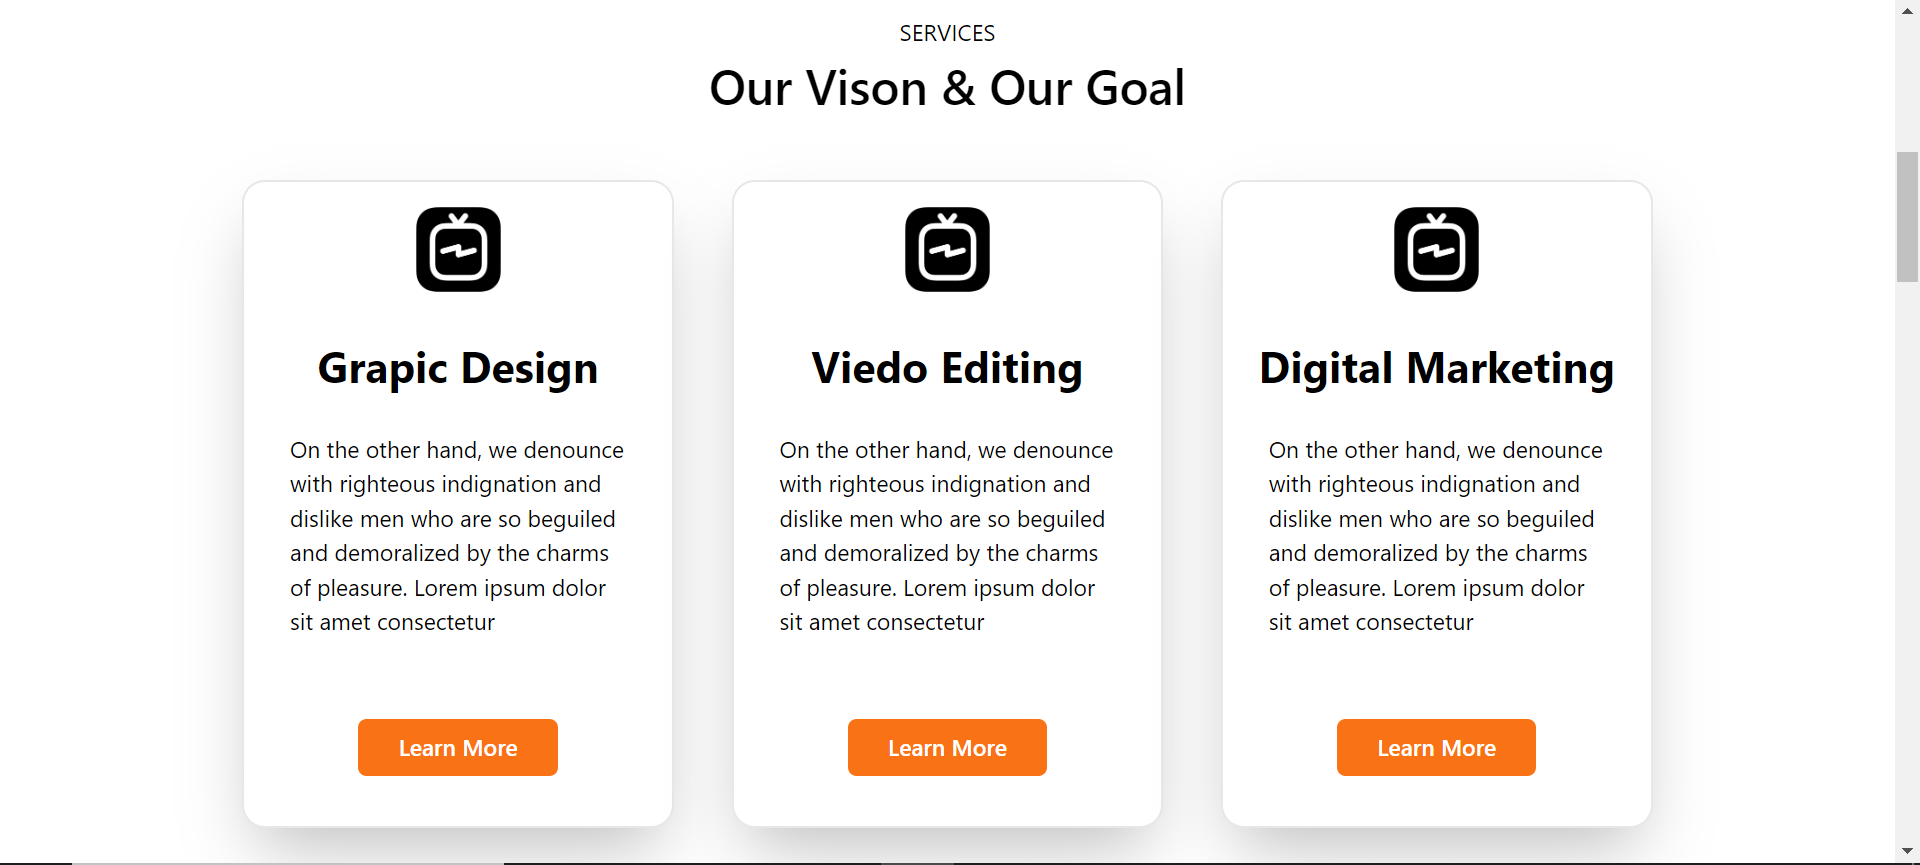 SERVICES
Our Vison & Our Goal
Grapic Design
On the other hand, we denounce
with righteous indignation and
dislike men who are so beguiled
and demoralized by the charms
of pleasure. Lorem ipsum dolor
sit amet consectetur
Learn More
Viedo Editing
On the other hand, we denounce
with righteous indignation and
dislike men who are so beguiled
and demoralized by the charms
of pleasure. Lorem ipsum dolor
sit amet consectetur
Learn More
Digital Marketing
On the other hand, we denounce
with righteous indignation and
dislike men who are so beguiled
and demoralized by the charms
of pleasure. Lorem ipsum dolor
sit amet consectetur
Learn More